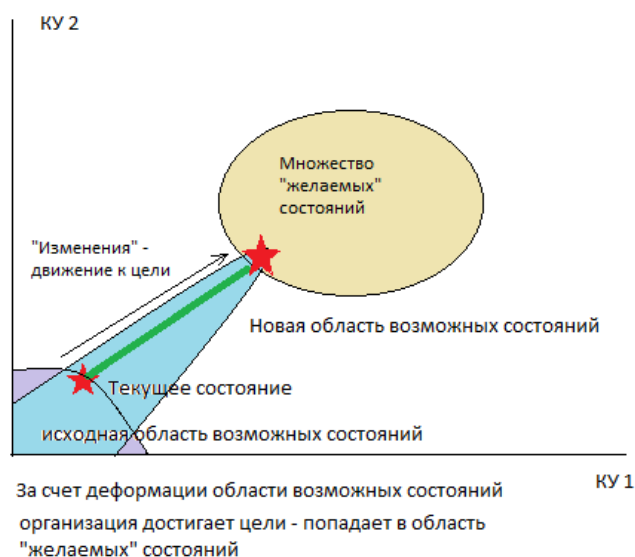 КУ 2
Множество
"желаемых"
состояний
"Изменения" -
движение к цели
Новая область возможных состояний
Текущее состояние
исходная область возможных состояний
КУ 1
За счет деформации области возможных состояний
организация достигает цели - попадает в область
"желаемых" состояний